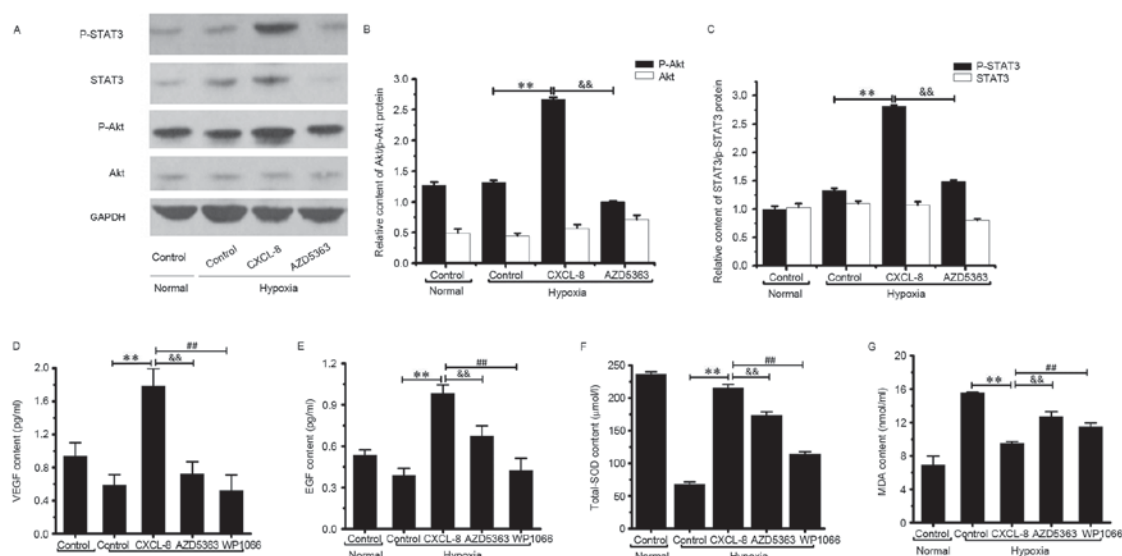 A
P-STAT3
STAT3
P-Akt
Akt
GAPDH
Control
Control
CXCL-8
AZD5363
Normal
Hypoxia
B
P-Akt
Akt
** &&
Relative content of Akt/p-Akt protein
3.0
2.5
2.0
1.5
1.0
0.5
0.0
Control Control CXCL-8 AZD5363
Normal Hypoxia
C
P-STAT3
STAT3
** &&
Relative content of STAT3/p-STAT3 protein
3.0
2.5
2.0
1.5
1.0
0.5
0.0
Control Control CXCL-8 AZD5363
Normal Hypoxia
D
##
** &&
VEGF content (pg/ml)
2.0
1.6
1.2
0.8
0.4
0.0
Control Control CXCL-8 AZD5363 WP1066
Normal Hypoxia
E
##
** &&
EGF content (pg/ml)
1.2
0.9
0.6
0.3
0.0
Control Control CXCL-8 AZD5363 WP1066
Normal Hypoxia
F
##
** &&
Total-SOD content (μmol/l)
250
200
150
100
50
0
Control Control CXCL-8 AZD5363 WP1066
Normal Hypoxia
G
##
** &&
MDA content (nmol/ml)
20
16
12
8
4
0
Control Control CXCL-8 AZD5363 WP1066
Normal Hypoxia